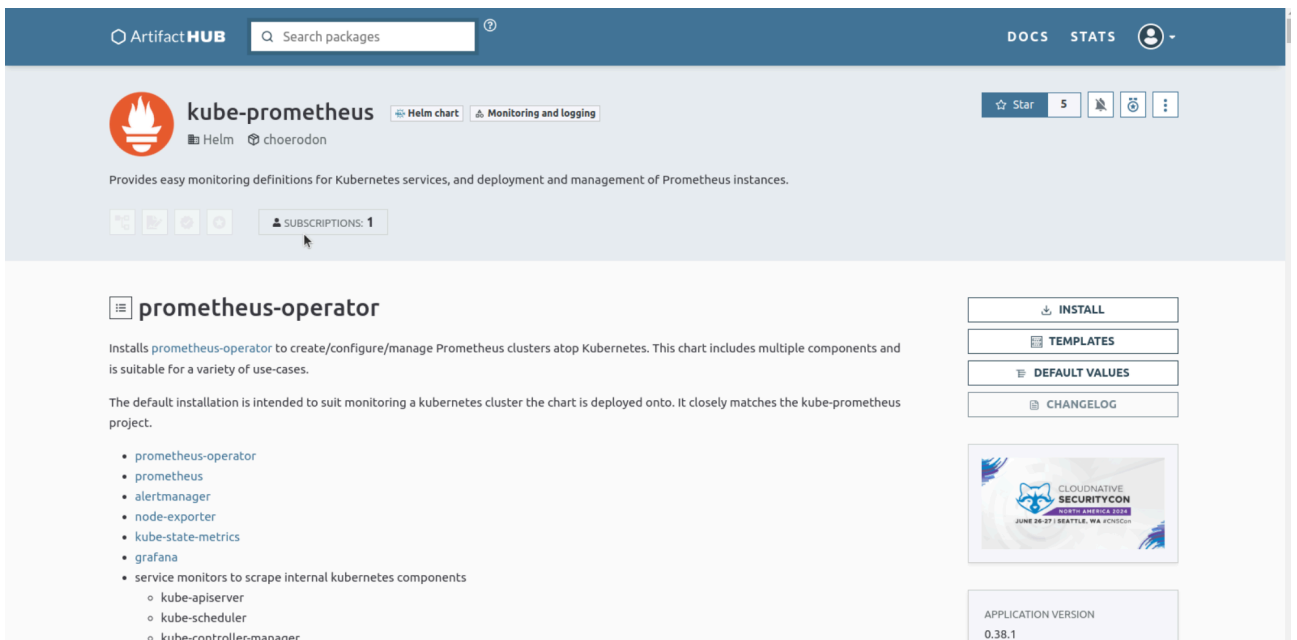 Artifact HUB
Search packages
DOCS STATS
kube-prometheus Helm chart Monitoring and logging
Star 5
Helm choerodon
Provides easy monitoring definitions for Kubernetes services, and deployment and management of Prometheus instances.
SUBSCRIPTIONS: 1
prometheus-operator
Installs prometheus-operator to create/configure/manage Prometheus clusters atop Kubernetes. This chart includes multiple components and
is suitable for a variety of use-cases.
The default installation is intended to suit monitoring a kubernetes cluster the chart is deployed onto. It closely matches the kube-prometheus
project.
prometheus-operator
prometheus
alertmanager
node-exporter
kube-state-metrics
grafana
service monitors to scrape internal kubernetes components
kube-apiserver
kube-scheduler
kube-controller-manager
INSTALL
TEMPLATES
DEFAULT VALUES
CHANGELOG
CLOUDNATIVE
SECURITYCON
NORTH AMERICA 2024
JUNE 26-27 | SEATTLE, WA #CNSCon
APPLICATION VERSION
0.38.1